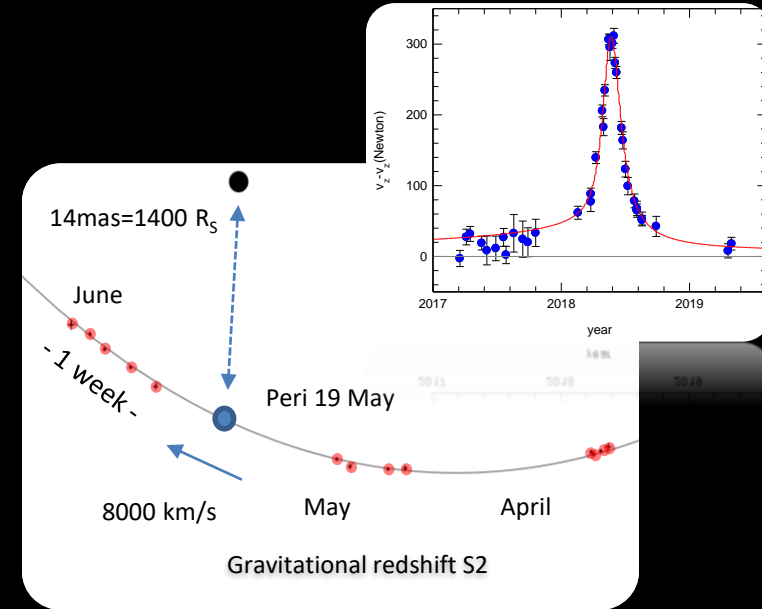 300
200
100
0
v_z-v_z(Newton)
2017
2018
2019
year
14mas=1400 R_S
June
- 1 week -
Peri 19 May
8000 km/s
May
April
Gravitational redshift S2